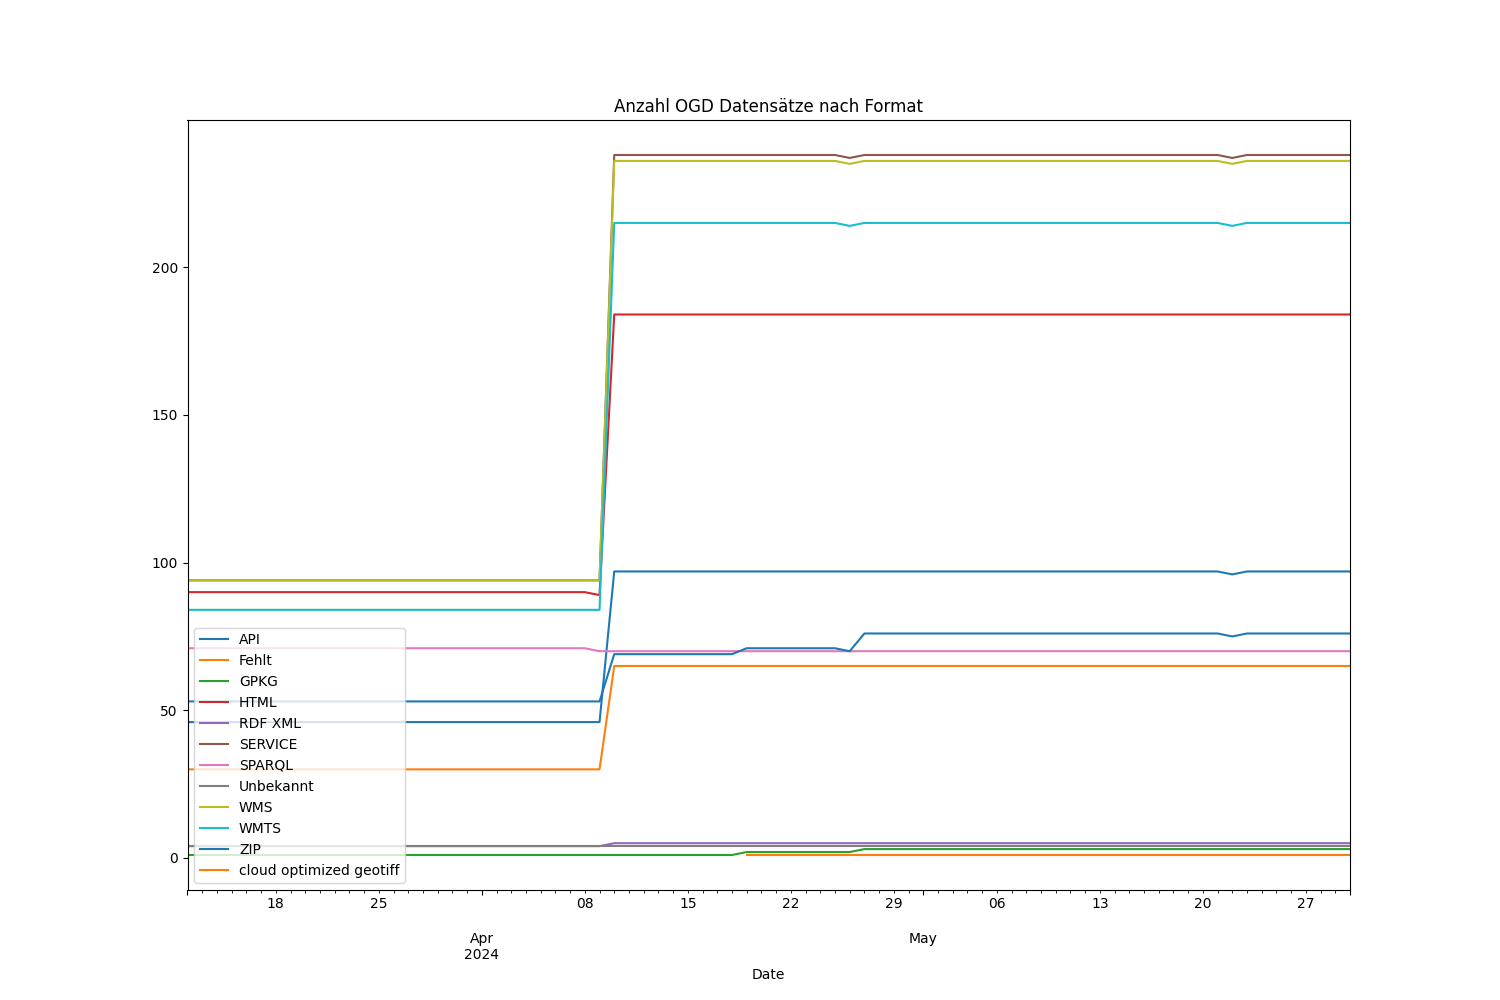 Anzahl OGD Datensätze nach Format
200
150
100
50
0
API
Fehlt
GPKG
HTML
RDF XML
SERVICE
SPARQL
Unbekannt
WMS
WMTS
ZIP
cloud optimized geotiff
18 25 08 15 22 29 06 13 20 27
Apr May
2024
Date